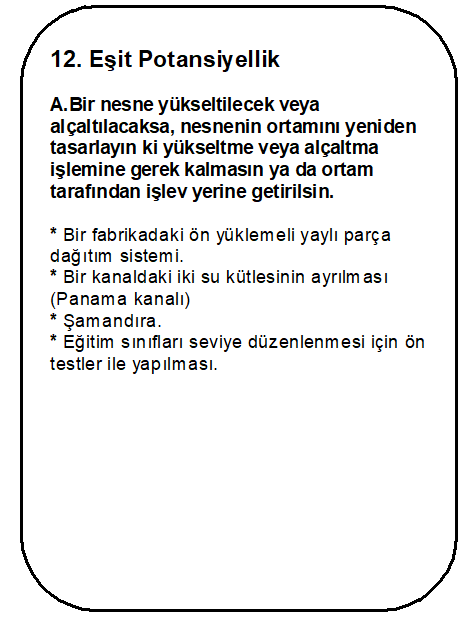 12. Eşit Potansiyellik
A.Bir nesne yükseltilecek veya
alçaltılacaksa, nesnenin ortamını yeniden
tasarlayın ki yükseltme veya alçaltma
işlemine gerek kalmasın ya da ortam
tarafından işlev yerine getirilsin.
* Bir fabrikadaki ön yüklemeli yaylı parça
dağıtım sistemi.
* Bir kanaldaki iki su kütlesinin ayrılması
(Panama kanalı)
* Şamandıra.
* Eğitim sınıfları seviye düzenlenmesi için ön
testler ile yapılması.